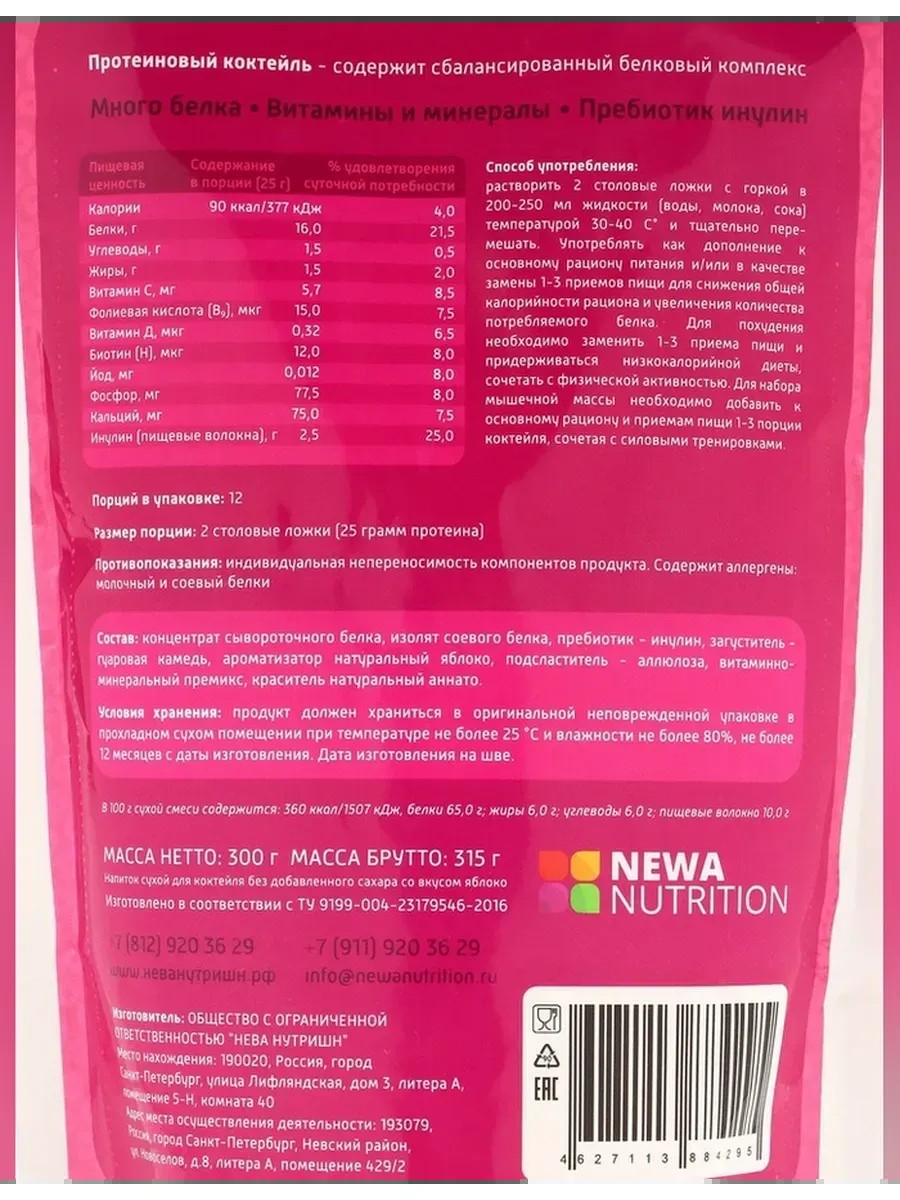 Протеиновый коктейль - содержит сбалансированный белковый комплекс
Много белка • Витамины и минералы • Пребиотик инулин
Пищевая Содержание % удовлетворения
ценность в порции (25 г) суточной потребности
Калории 90 ккал/377 кДж 4,0
Белки, г 16,0 21,5
Углеводы, г 1,5 0,5
Жиры, г 1,5 2,0
Витамин С, мг 5,7 8,5
Фолиевая кислота (В₉), мкг 15,0 7,5
Витамин Д, мкг 0,32 6,5
Биотин (Н), мкг 12,0 8,0
Йод, мг 0,012 8,0
Фосфор, мг 77,5 8,0
Кальций, мг 75,0 7,5
Инулин (пищевые волокна), г 2,5 25,0
Способ употребления:
растворить 2 столовые ложки с горкой в
200-250 мл жидкости (воды, молока, сока)
температурой 30-40 С° и тщательно пере-
мешать. Употреблять как дополнение к
основному рациону питания и/или в качестве
замены 1-3 приемов пищи для снижения общей
калорийности рациона и увеличения количества
потребляемого белка. Для похудения
необходимо заменить 1-3 приема пищи и
придерживаться низкокалорийной диеты,
сочетать с физической активностью. Для набора
мышечной массы необходимо добавить к
основному рациону и приемам пищи 1-3 порции
коктейля, сочетая с силовыми тренировками.
Порций в упаковке: 12
Размер порции: 2 столовые ложки (25 грамм протеина)
Противопоказания: индивидуальная непереносимость компонентов продукта. Содержит аллергены:
молочный и соевый белки
Состав: концентрат сывороточного белка, изолят соевого белка, пребиотик - инулин, загуститель -
гуаровая камедь, ароматизатор натуральный яблоко, подсластитель - аллюлоза, витаминно-
минеральный премикс, краситель натуральный аннато.
Условия хранения: продукт должен храниться в оригинальной неповрежденной упаковке в
прохладном сухом помещении при температуре не более 25 °С и влажности не более 80%, не более
12 месяцев с даты изготовления. Дата изготовления на шве.
В 100 г сухой смеси содержится: 360 ккал/1507 кДж, белки 65,0 г; жиры 6,0 г; углеводы 6,0 г; пищевые волокно 10,0 г
МАССА НЕТТО: 300 г МАССА БРУТТО: 315 г
Напиток сухой для коктейля без добавленного сахара со вкусом яблоко
Изготовлено в соответствии с ТУ 9199-004-23179546-2016
NEWA
NUTRITION
+7 (812) 920 36 29 +7 (911) 920 36 29
www.неванутришн.рф info@newanutrition.ru
Изготовитель: ОБЩЕСТВО С ОГРАНИЧЕННОЙ
ОТВЕТСТВЕННОСТЬЮ "НЕВА НУТРИШН"
Место нахождения: 190020, Россия, город
Санкт-Петербург, улица Лифляндская, дом 3, литера А,
помещение 5-Н, комната 40
Адрес места осуществления деятельности: 193079,
Россия, город Санкт-Петербург, Невский район,
ул. Новоселов, д.8, литера А, помещение 429/2
90
EAC
4 627113 884295